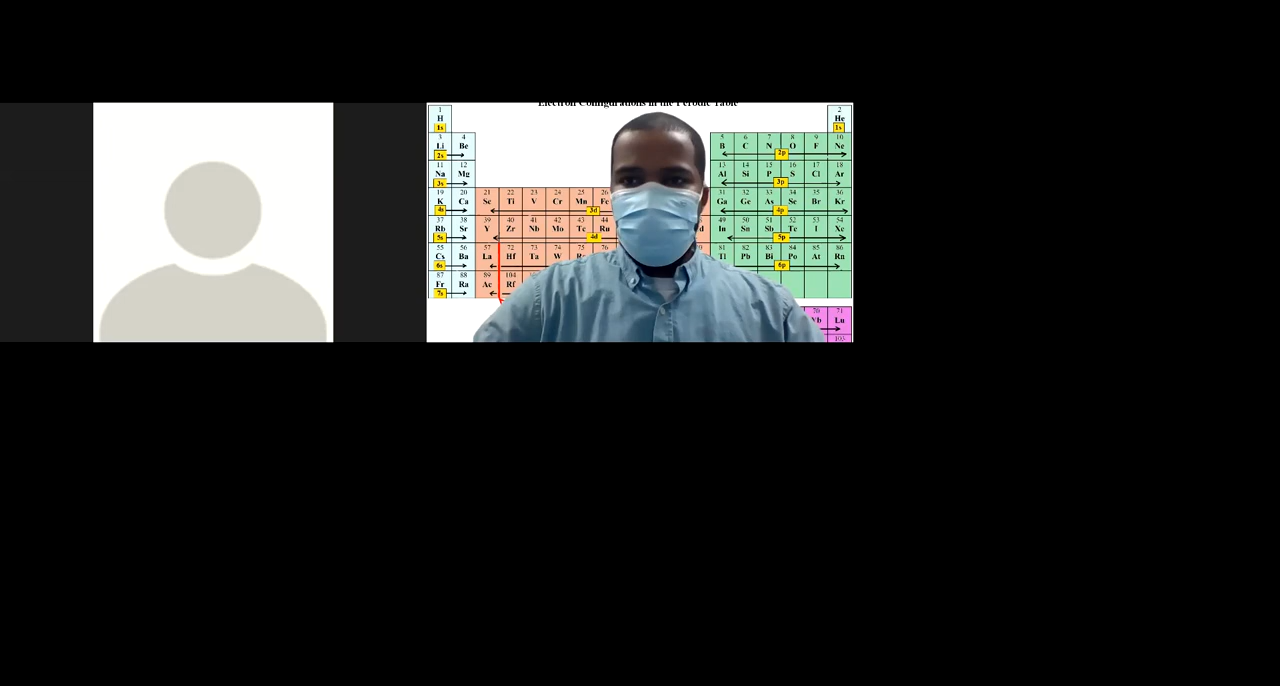 Electron Configurations in the Periodic Table
1 2
H He
1s 1s
3 4 5 6 7 8 9 10
Li Be B C N O F Ne
2s 2p
11 12 13 14 15 16 17 18
Na Mg Al Si P S Cl Ar
3s 3p
19 20 21 22 23 24 25 26 31 32 33 34 35 36
K Ca Sc Ti V Cr Mn Fe Ga Ge As Se Br Kr
4s 3d 4p
37 38 39 40 41 42 43 44 49 50 51 52 53 54
Rb Sr Y Zr Nb Mo Tc Ru d In Sn Sb Te I Xe
5s 4d 5p
55 56 57 72 73 74 75 76 81 82 83 84 85 86
Cs Ba La Hf Ta W Tl Pb Bi Po At Rn
6s 6p
87 88 89 104
Fr Ra Ac Rf
7s
70 71
Yb Lu
103